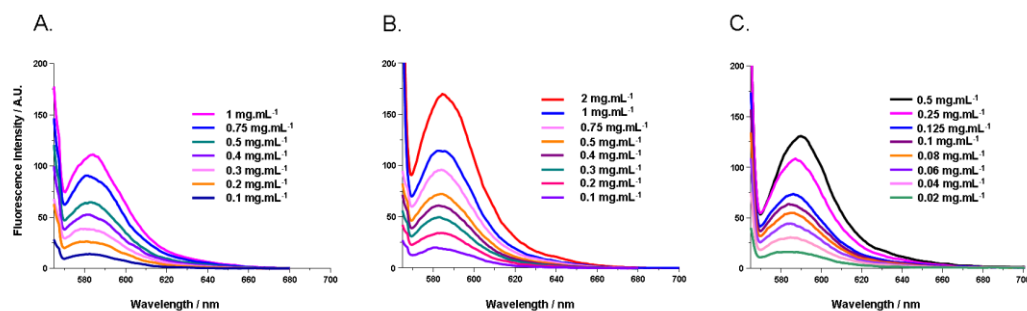 A.
Fluorescence Intensity / A.U.
200
150
100
50
0
580
600
620
640
660
680
700
Wavelength / nm
1 mg.mL⁻¹
0.75 mg.mL⁻¹
0.5 mg.mL⁻¹
0.4 mg.mL⁻¹
0.3 mg.mL⁻¹
0.2 mg.mL⁻¹
0.1 mg.mL⁻¹
B.
200
150
100
50
0
580
600
620
640
660
680
700
Wavelength / nm
2 mg.mL⁻¹
1 mg.mL⁻¹
0.75 mg.mL⁻¹
0.5 mg.mL⁻¹
0.4 mg.mL⁻¹
0.3 mg.mL⁻¹
0.2 mg.mL⁻¹
0.1 mg.mL⁻¹
C.
200
150
100
50
0
580
600
620
640
660
680
700
Wavelength / nm
0.5 mg.mL⁻¹
0.25 mg.mL⁻¹
0.125 mg.mL⁻¹
0.1 mg.mL⁻¹
0.08 mg.mL⁻¹
0.06 mg.mL⁻¹
0.04 mg.mL⁻¹
0.02 mg.mL⁻¹